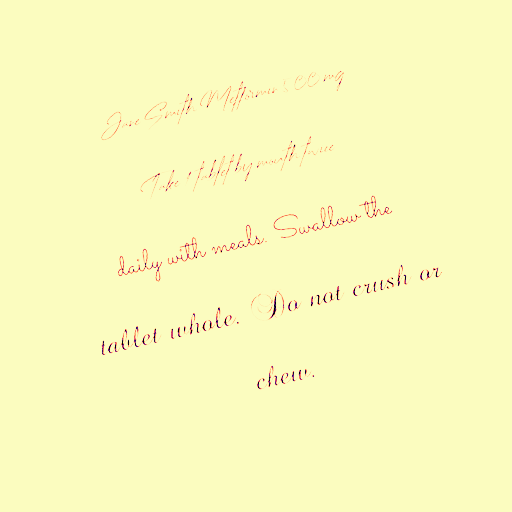 Jane Smith Metformin mg
Take 1 tablet by mouth twice
daily with meals. Swallow the
tablet whole. Do not crush or
chew.